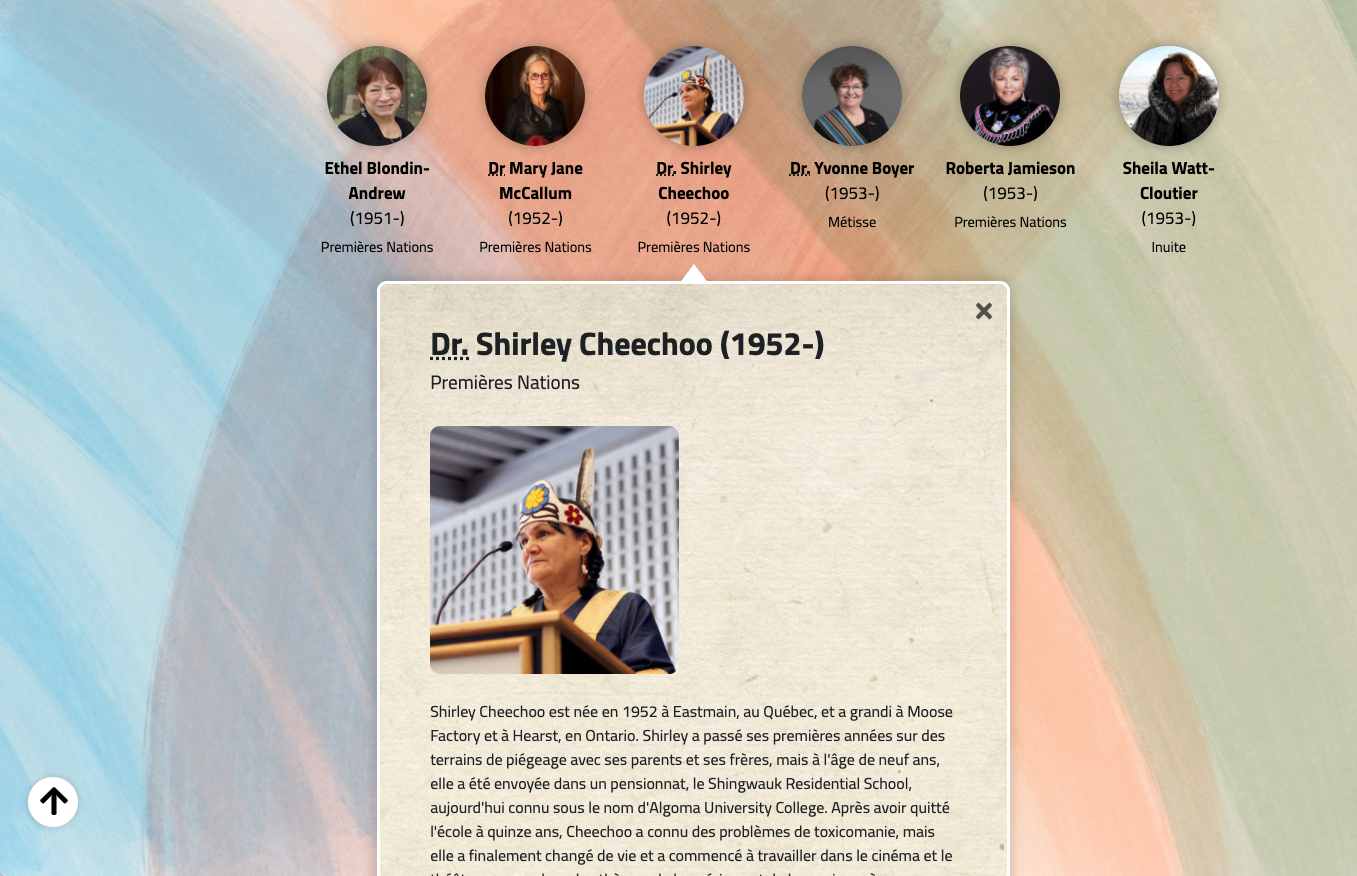 Ethel Blondin-
Andrew
(1951-)
Premières Nations
Dr Mary Jane
McCallum
(1952-)
Premières Nations
Dr. Shirley
Cheechoo
(1952-)
Premières Nations
Dr. Yvonne Boyer
(1953-)
Métisse
Roberta Jamieson
(1953-)
Premières Nations
Sheila Watt-
Cloutier
(1953-)
Inuite
Dr. Shirley Cheechoo (1952-)
Premières Nations
Shirley Cheechoo est née en 1952 à Eastmain, au Québec, et a grandi à Moose
Factory et à Hearst, en Ontario. Shirley a passé ses premières années sur des
terrains de piégeage avec ses parents et ses frères, mais à l'âge de neuf ans,
elle a été envoyée dans un pensionnat, le Shingwauk Residential School,
aujourd'hui connu sous le nom d'Algoma University College. Après avoir quitté
l'école à quinze ans, Cheechoo a connu des problèmes de toxicomanie, mais
elle a finalement changé de vie et a commencé à travailler dans le cinéma et le